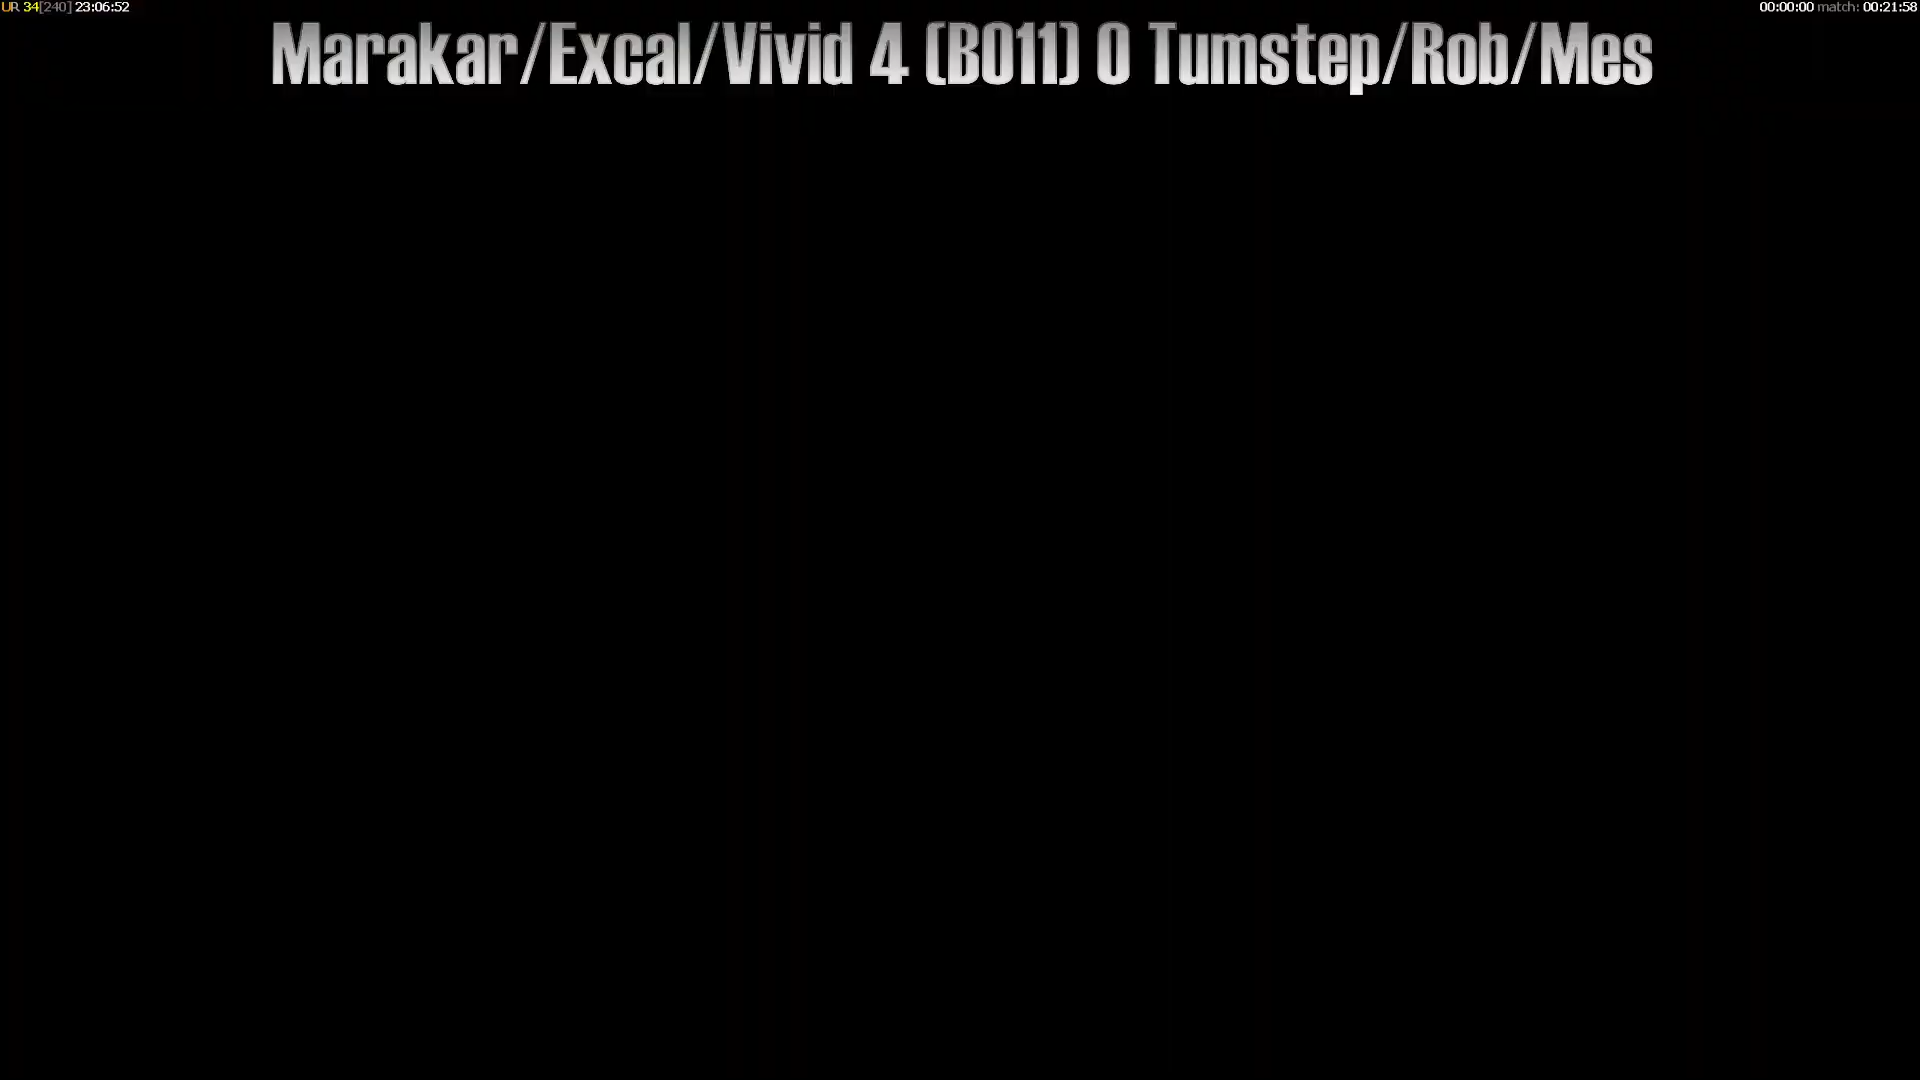 UR 34[240] 23:06:52
00:00:00 match: 00:21:58
Marakar/Excal/Vivid 4 (BO11) 0 Tumstep/Rob/Mes